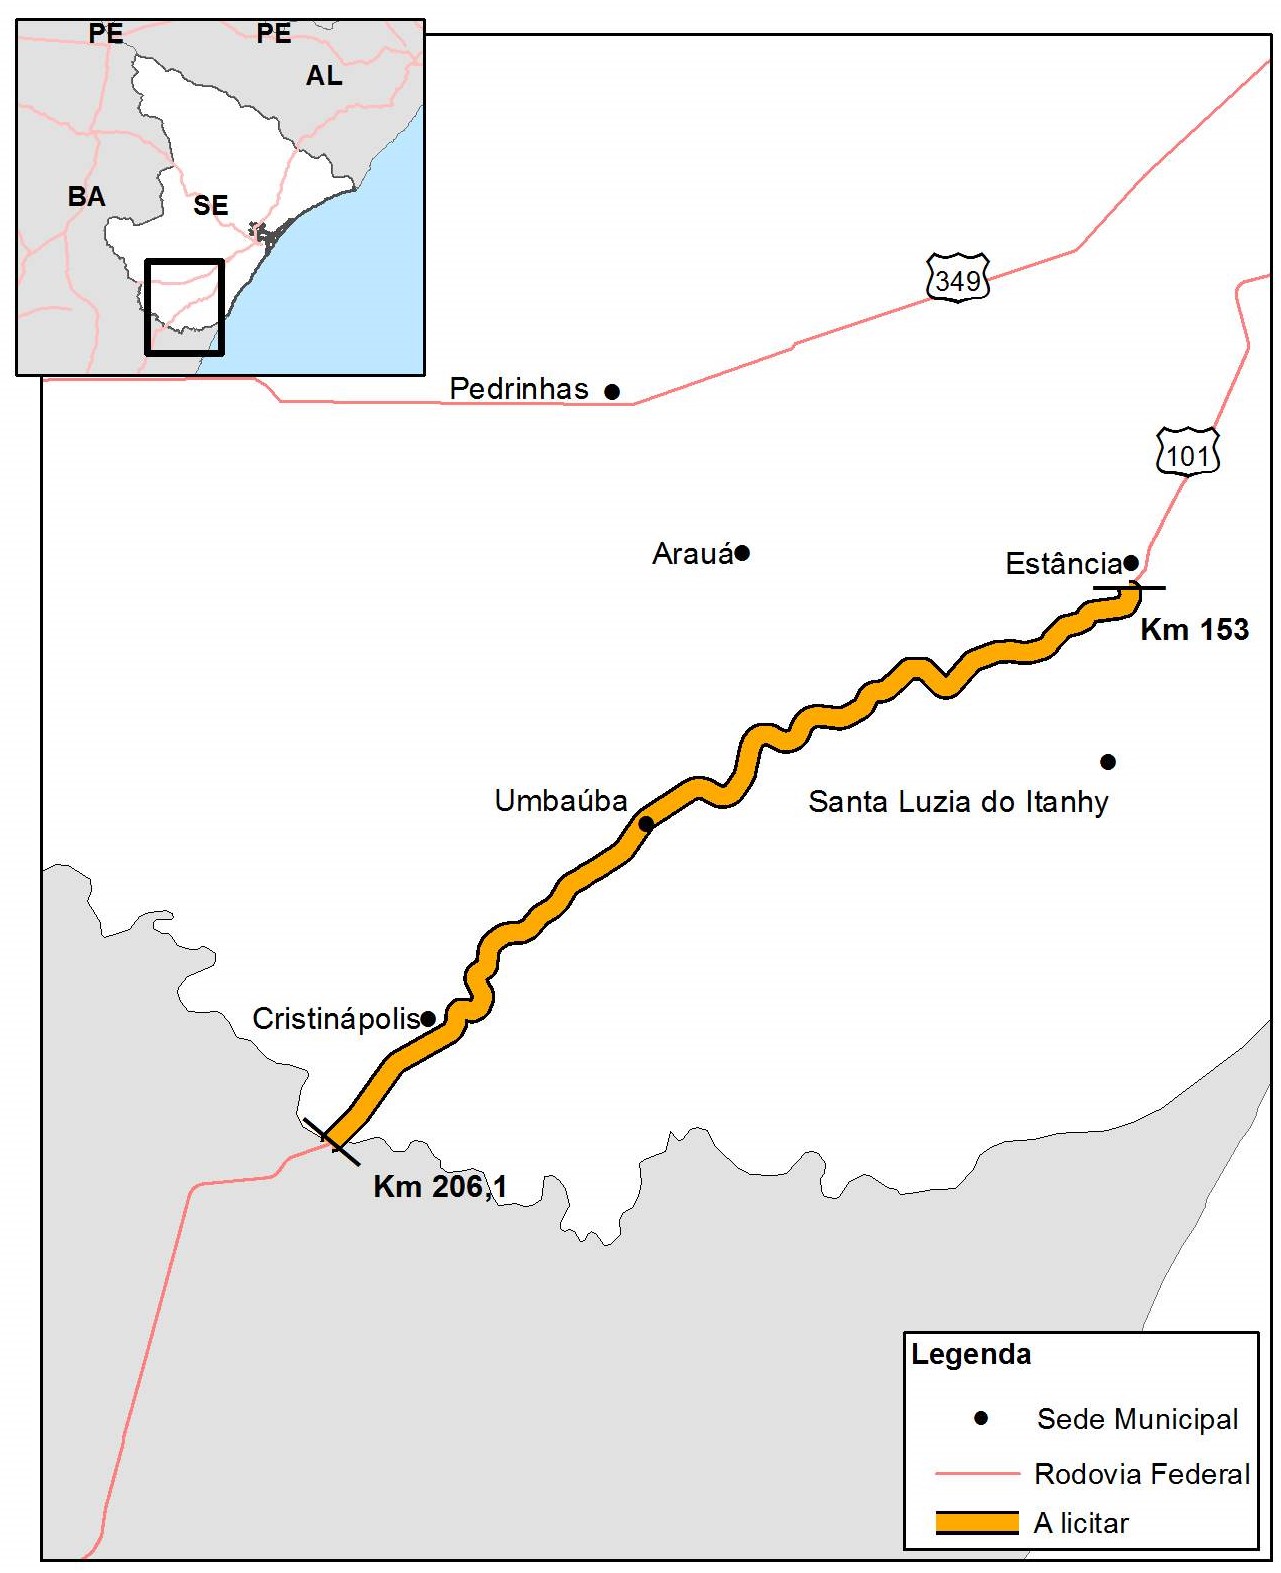 PE
PE
AL
BA
SE
349
Pedrinhas
101
Arauá
Estância
Km 153
Umbaúba
Santa Luzia do Itanhy
Cristinápolis
Km 206,1
Legenda
Sede Municipal
Rodovia Federal
A licitar